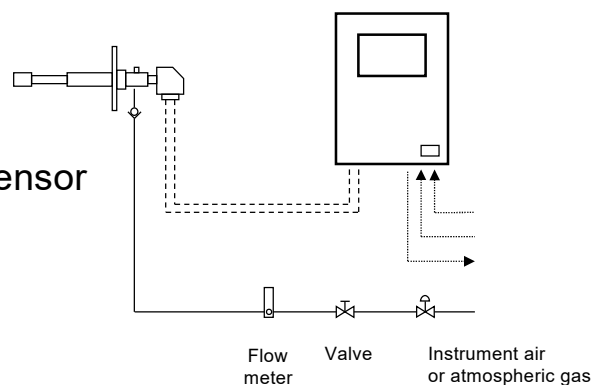 ensor
Flow
meter
Valve
Instrument air
or atmospheric gas